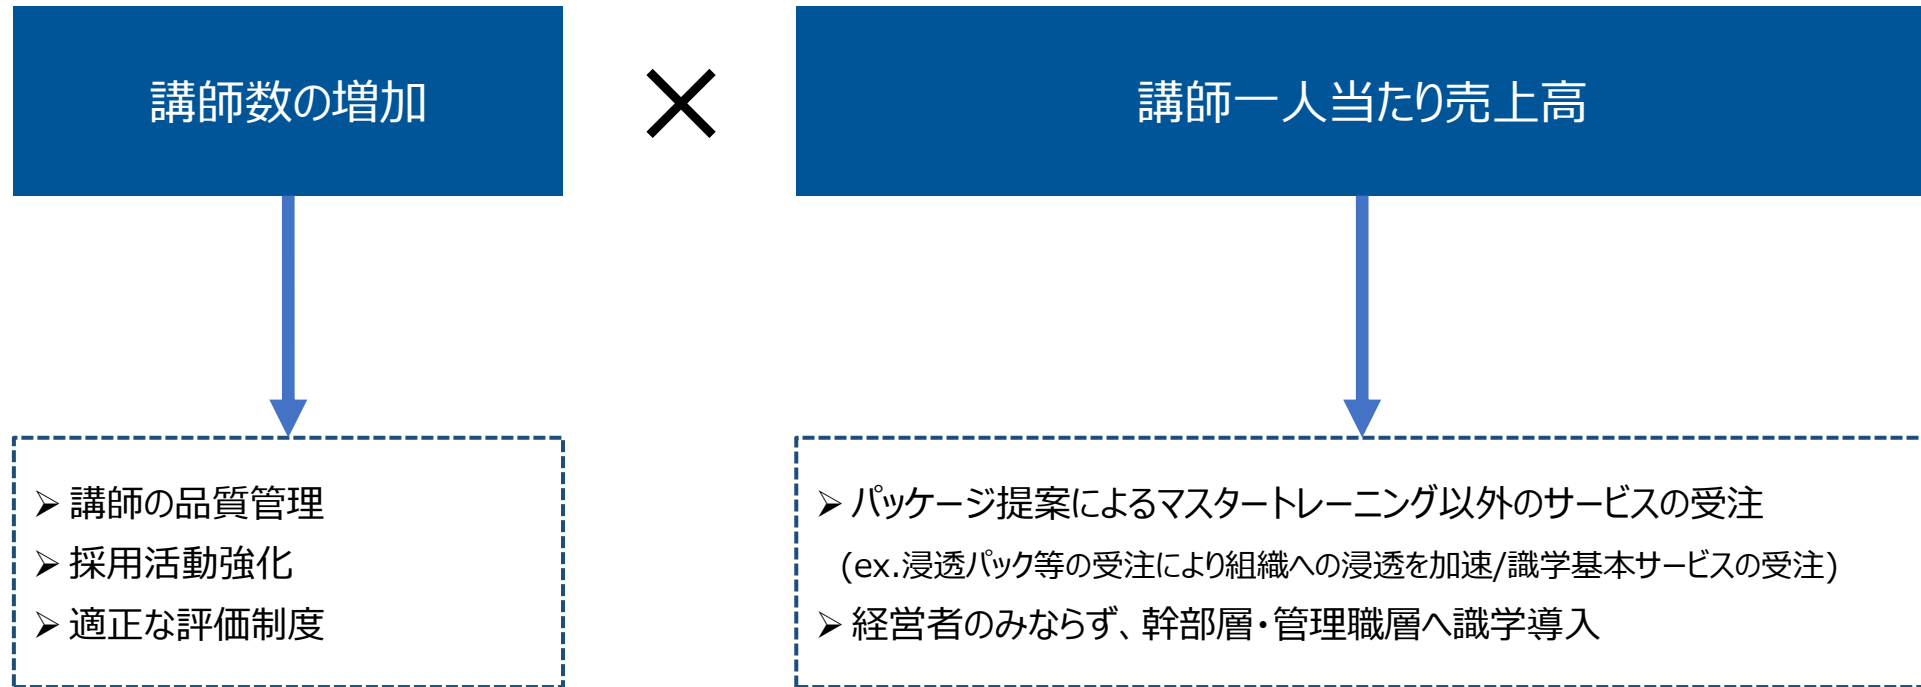 講師数の増加
×
講師一人当たり売上高
➢ 講師の品質管理
➢ 採用活動強化
➢ 適正な評価制度
➢ パッケージ提案によるマスタートレーニング以外のサービスの受注
(ex.浸透パック等の受注により組織への浸透を加速/識学基本サービスの受注)
➢ 経営者のみならず、幹部層・管理職層へ識学導入